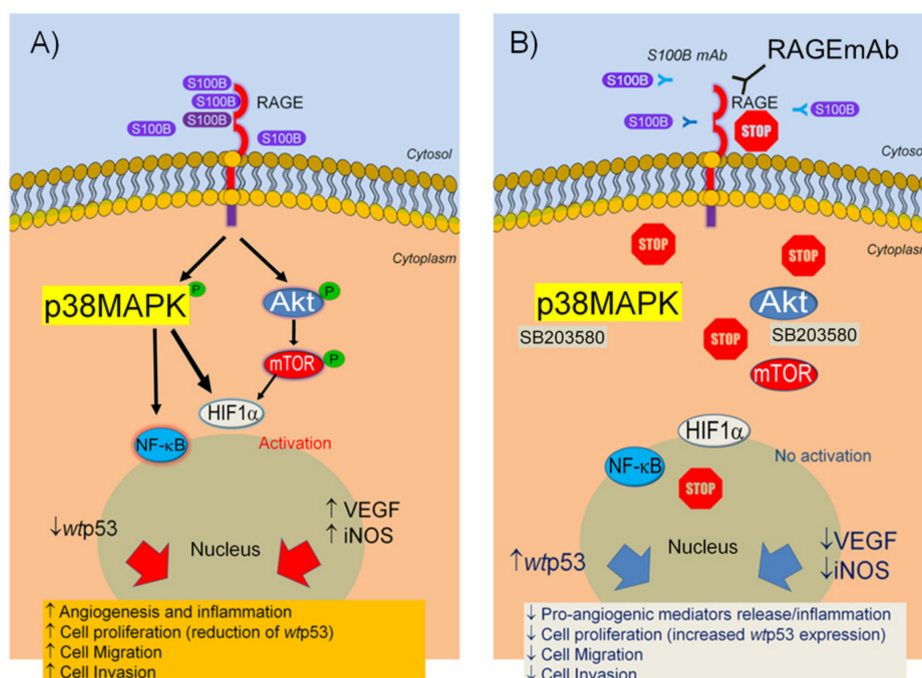 A)
S100B
S100B
RAGE
S100B
S100B
S100B
Cytosol
Cytoplasm
p38MAPK
P
Akt
P
mTOR
P
HIF1α
NF-κB
Activation
↓wtp53
↑ VEGF
↑ iNOS
Nucleus
↑ Angiogenesis and inflammation
↑ Cell proliferation (reduction of wtp53)
↑ Cell Migration
↑ Cell Invasion
B)
S100B mAb
RAGEmAb
S100B
RAGE
S100B
S100B
STOP
Cytosol
STOP
STOP
Cytoplasm
p38MAPK
Akt
SB203580
STOP
SB203580
mTOR
HIF1α
NF-κB
No activation
STOP
↑wtp53
Nucleus
↓VEGF
↓iNOS
↓ Pro-angiogenic mediators release/inflammation
↓ Cell proliferation (increased wtp53 expression)
↓ Cell Migration
↓ Cell Invasion